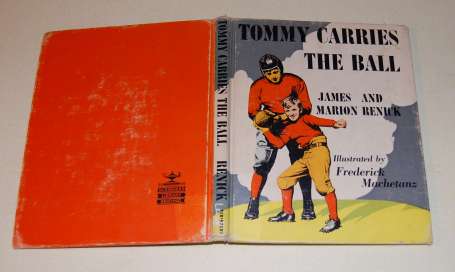 TOMMY CARRIES
THE BALL
JAMES AND
MARION RENICK
Illustrated by
Frederick
Machetanz
TOMMY CARRIES THE BALL RENICK